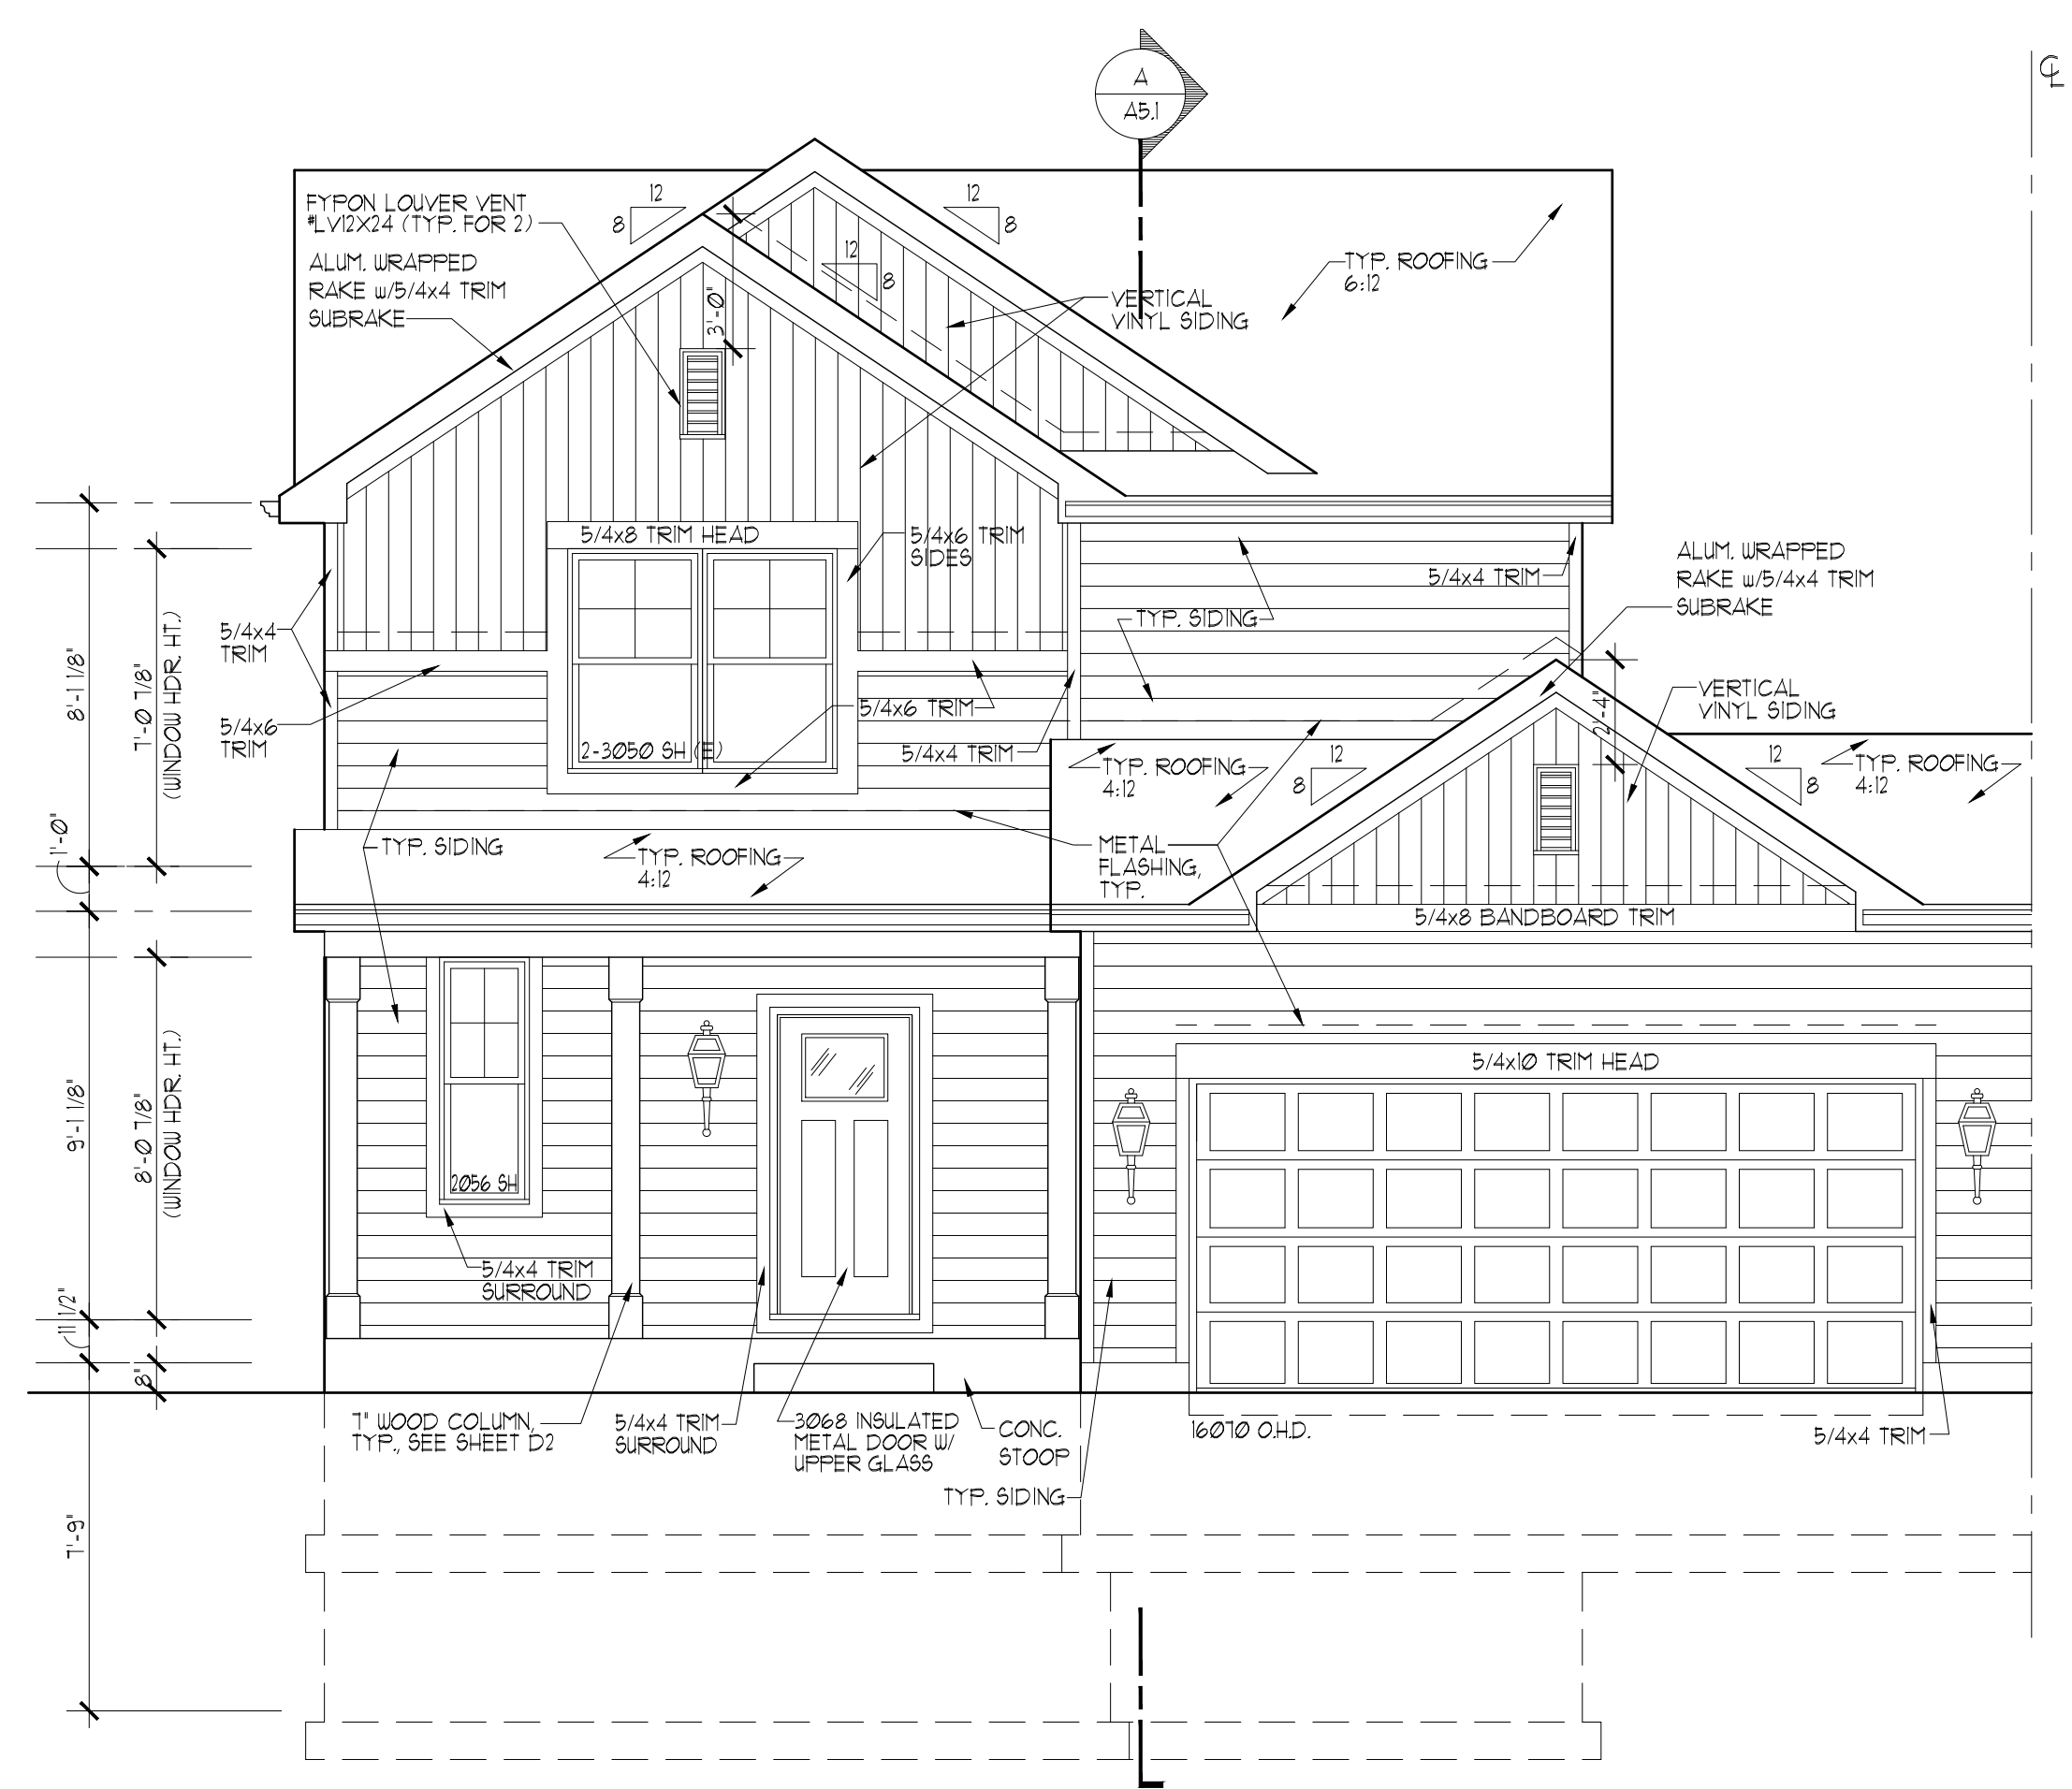 A
A5.1
CL
FYPON LOUVER VENT
#LV12X24 (TYP. FOR 2)
12
8
12
8
12
8
ALUM. WRAPPED
RAKE w/5/4x4 TRIM
SUBRAKE
3'-0"
TYP. ROOFING
6:12
VERTICAL
VINYL SIDING
5/4x8 TRIM HEAD
5/4x6 TRIM
SIDES
5/4x4 TRIM
ALUM. WRAPPED
RAKE w/5/4x4 TRIM
SUBRAKE
TYP. SIDING
5/4x4
TRIM
8'-1 1/8"
7'-0 7/8"
(WINDOW HDR. HT.)
5/4x6
TRIM
5/4x6 TRIM
2'-4"
VERTICAL
VINYL SIDING
2-3050 SH (E)
5/4x4 TRIM
TYP. ROOFING
4:12
12
8
12
8
TYP. ROOFING
4:12
1'-0"
TYP. SIDING
TYP. ROOFING
4:12
METAL
FLASHING,
TYP.
5/4x8 BANDBOARD TRIM
5/4x10 TRIM HEAD
9'-1 1/8"
8'-0 7/8"
(WINDOW HDR. HT.)
2056 SH
5/4x4 TRIM
SURROUND
11 1/2"
8"
7" WOOD COLUMN,
TYP., SEE SHEET D2
5/4x4 TRIM
SURROUND
3068 INSULATED
METAL DOOR W/
UPPER GLASS
CONC.
STOOP
16070 O.H.D.
5/4x4 TRIM
TYP. SIDING
7'-9"